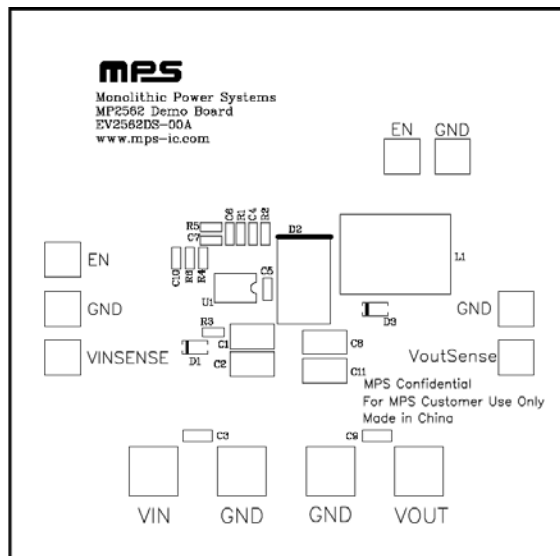 mps
Monolithic Power Systems
MP2562 Demo Board
EV2562DS-00A
www.mps-ic.com
EN GND
C6 R1 C4 R2
R5
C7
D2
L1
C10 R6 R4
C5
U1
EN
GND
VINSENSE
D3
GND
VoutSense
R3
C1
C2
D1
C8
C11
MPS Confidential
For MPS Customer Use Only
Made in China
C3
C9
VIN GND GND VOUT